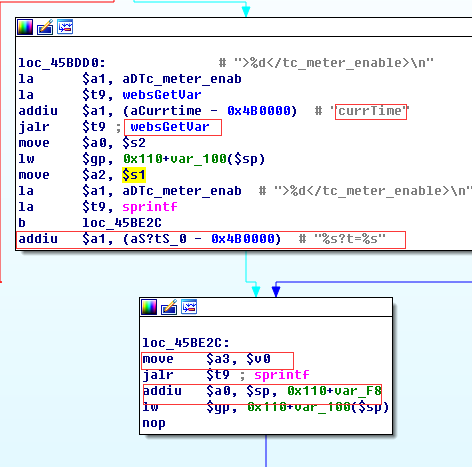 loc_45BDD0:                # ">%d</tc_meter_enable>\n"
la      $a1, aDTc_meter_enab
la      $t9, websGetVar
addiu   $a1, (aCurrtime - 0x4B0000)  # "currTime"
jalr    $t9 ; websGetVar
move    $a0, $s2
lw      $gp, 0x110+var_100($sp)
move    $a2, $s1
la      $a1, aDTc_meter_enab  # ">%d</tc_meter_enable>\n"
la      $t9, sprintf
b       loc_45BE2C
addiu   $a1, (aS?tS_0 - 0x4B0000)  # "%s?t=%s"
loc_45BE2C:
move    $a3, $v0
jalr    $t9 ; sprintf
addiu   $a0, $sp, 0x110+var_F8
lw      $gp, 0x110+var_100($sp)
nop